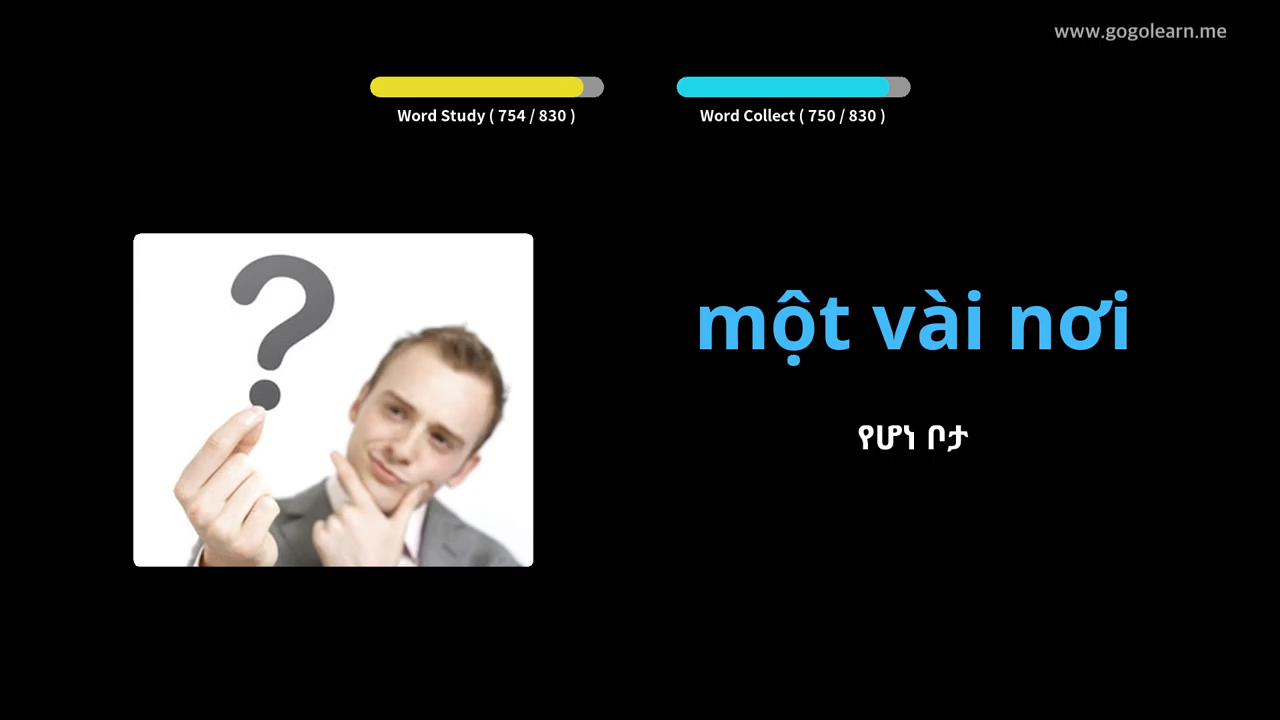 www.gogolearn.me
Word Study ( 754 / 830 )
Word Collect ( 750 / 830 )
một vài nơi
የሆነ ቦታ